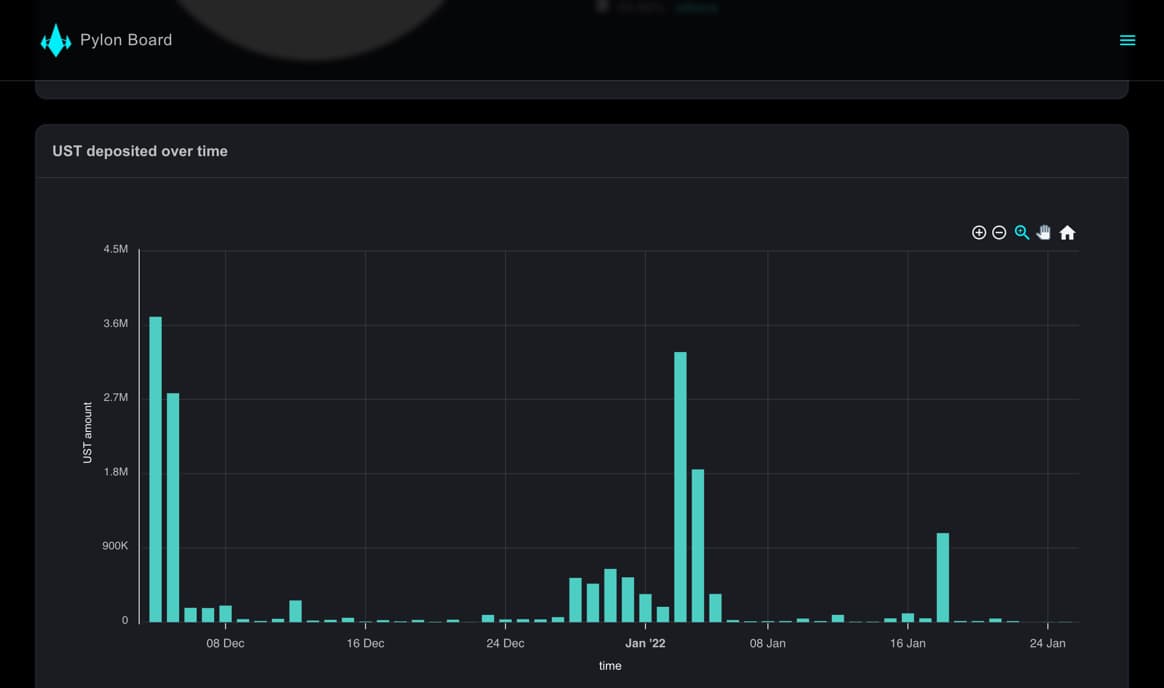 Pylon Board
UST deposited over time
4.5M
3.6M
2.7M
1.8M
900K
0
UST amount
08 Dec 16 Dec 24 Dec Jan '22 08 Jan 16 Jan 24 Jan
time